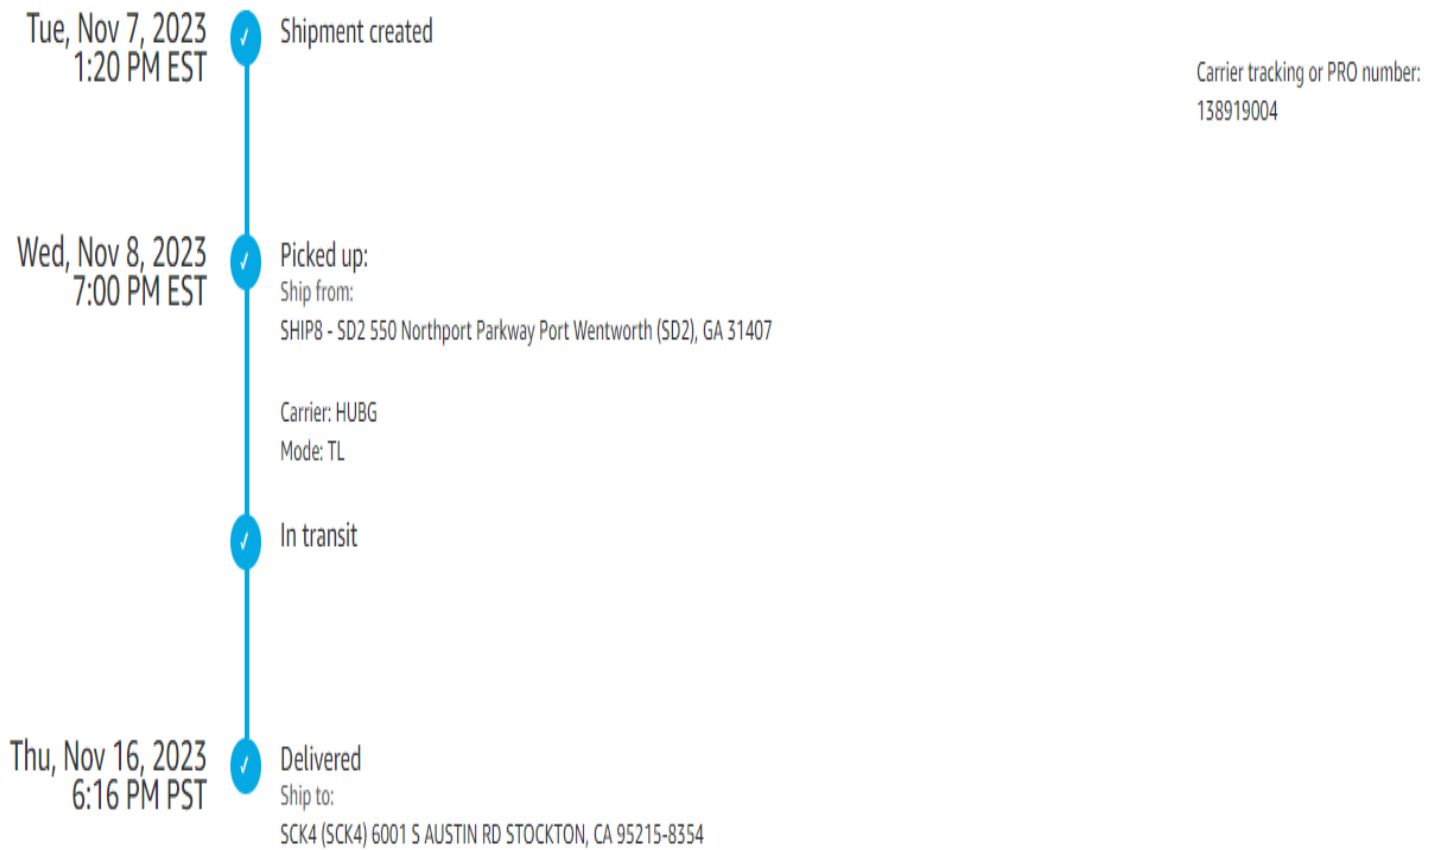 Tue, Nov 7, 2023
1:20 PM EST
Shipment created
Carrier tracking or PRO number:
138919004
Wed, Nov 8, 2023
7:00 PM EST
Picked up:
Ship from:
SHIP8 - SD2 550 Northport Parkway Port Wentworth (SD2), GA 31407
Carrier: HUBG
Mode: TL
In transit
Thu, Nov 16, 2023
6:16 PM PST
Delivered
Ship to:
SCK4 (SCK4) 6001 S AUSTIN RD STOCKTON, CA 95215-8354